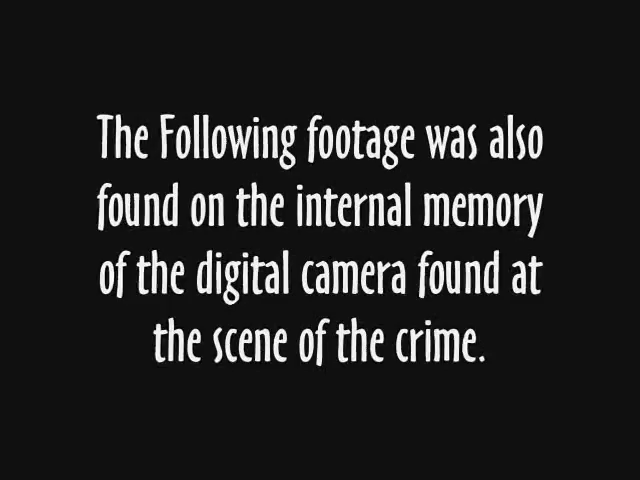 The Following footage was also
found on the internal memory
of the digital camera found at
the scene of the crime.